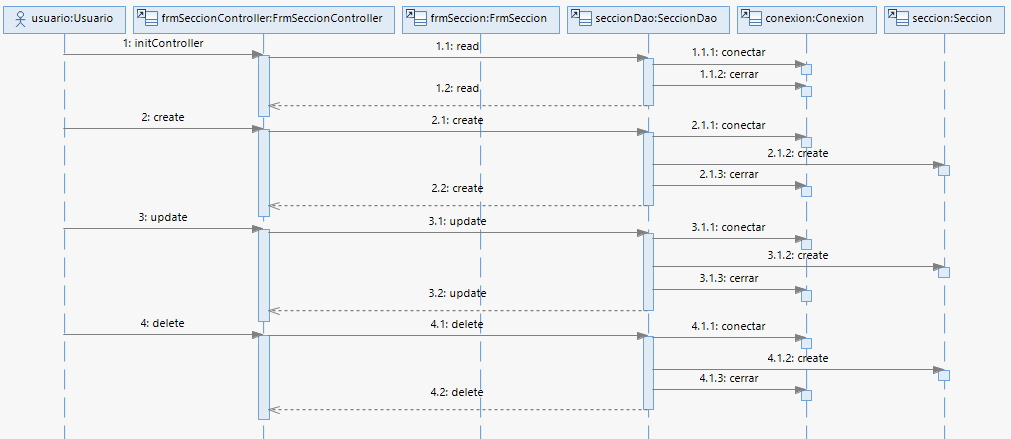 usuario:Usuario
frmSeccionController:FrmSeccionController
frmSeccion:FrmSeccion
seccionDao:SeccionDao
conexion:Conexion
seccion:Seccion
1: initController
1.1: read
1.1.1: conectar
1.1.2: cerrar
1.2: read
2: create
2.1: create
2.1.1: conectar
2.1.2: create
2.1.3: cerrar
2.2: create
3: update
3.1: update
3.1.1: conectar
3.1.2: create
3.1.3: cerrar
3.2: update
4: delete
4.1: delete
4.1.1: conectar
4.1.2: create
4.1.3: cerrar
4.2: delete